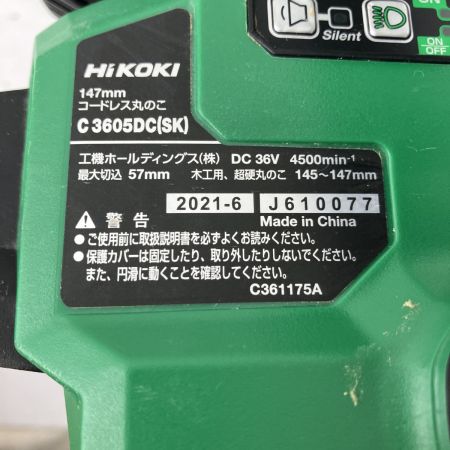 ON
Silent
ON
OFF
HiKOKI
147mm
コードレス丸のこ
C 3605DC(SK)
工機ホールディングス(株) DC 36V 4500min-¹
最大切込 57mm 木工用、超硬丸のこ 145～147mm
2021-6 J610077
警告 Made in China
●ご使用前に取扱説明書を必ずよくお読みください。
●保護カバーは固定したり、取り外したりしないでください。
また、円滑に動くことを確認してください。
C361175A